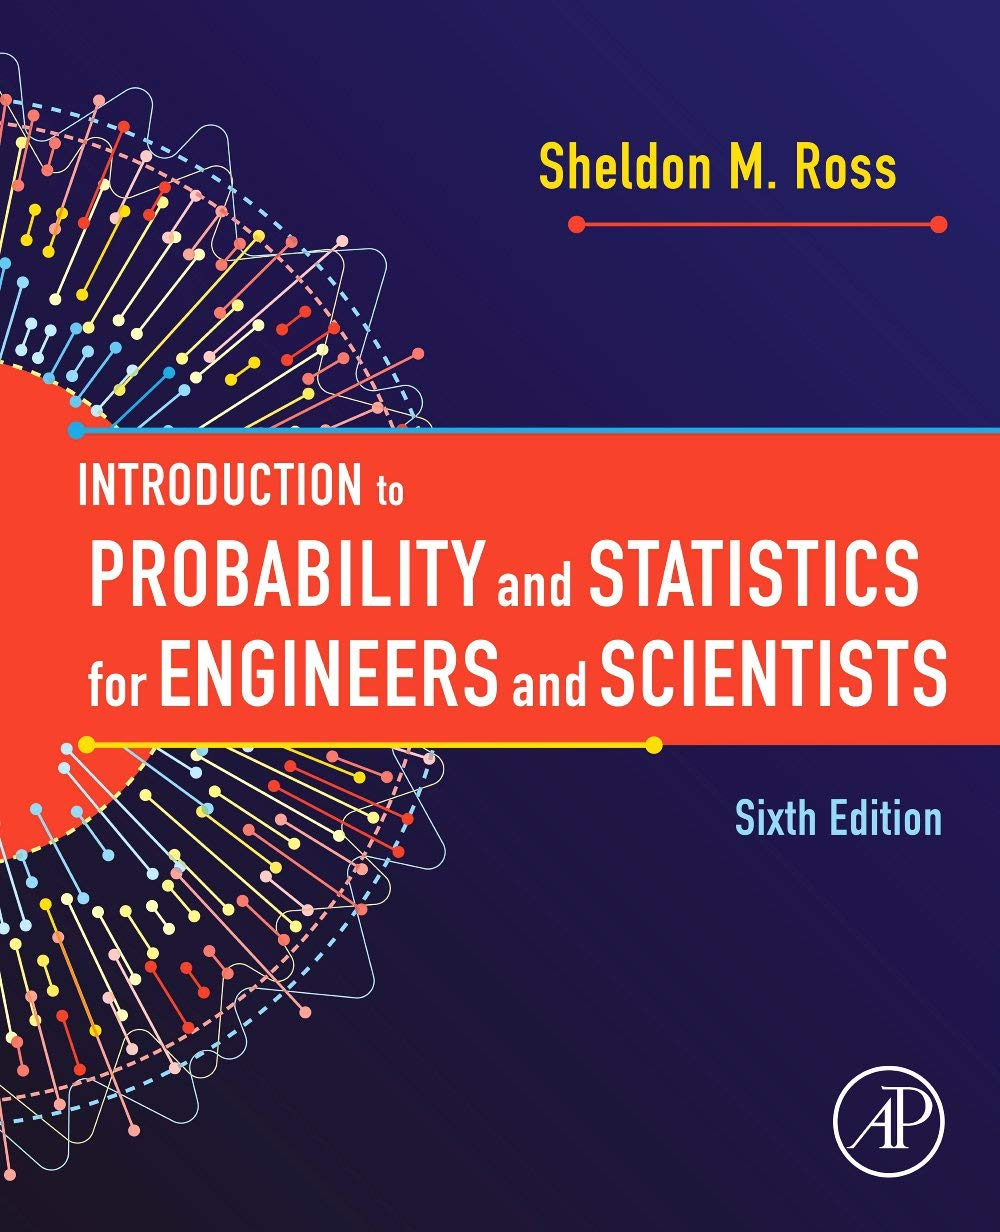 Sheldon M. Ross
INTRODUCTION to
PROBABILITY and STATISTICS
for ENGINEERS and SCIENTISTS
Sixth Edition
AP